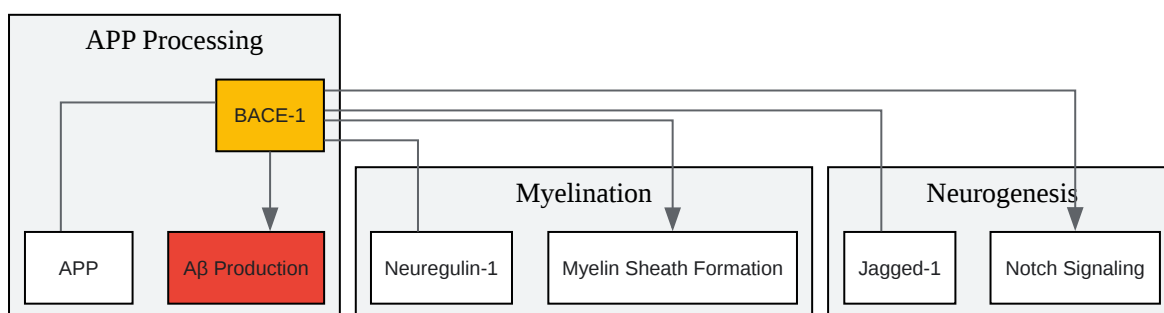 APP Processing
BACE-1
Myelination
Neurogenesis
APP
Aβ Production
Neuregulin-1
Myelin Sheath Formation
Jagged-1
Notch Signaling